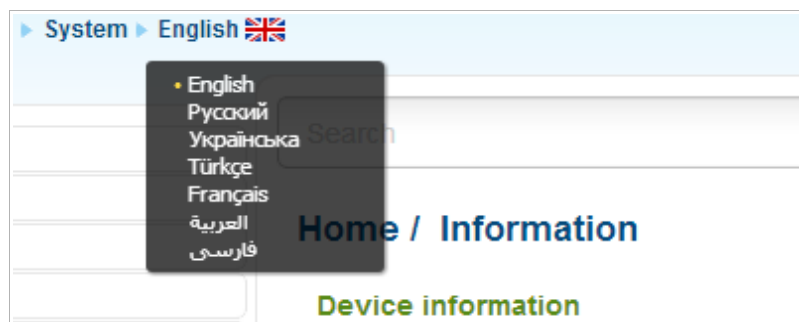 System English
• English
Русский
Українська
Türkçe
Français
العربية
فارسی
Search
Home / Information
Device information